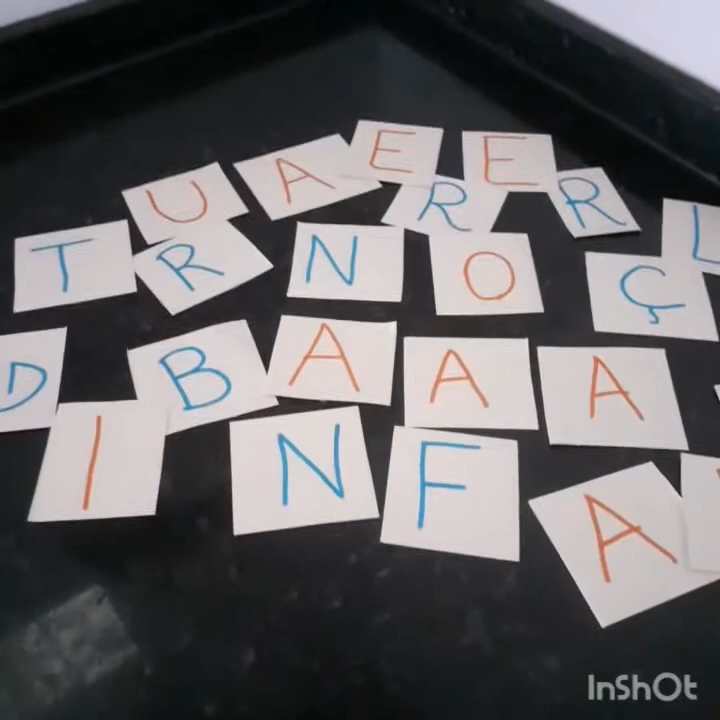 U A E E
T R N R O R Ç L
D B A A A
I N F A
InShOt